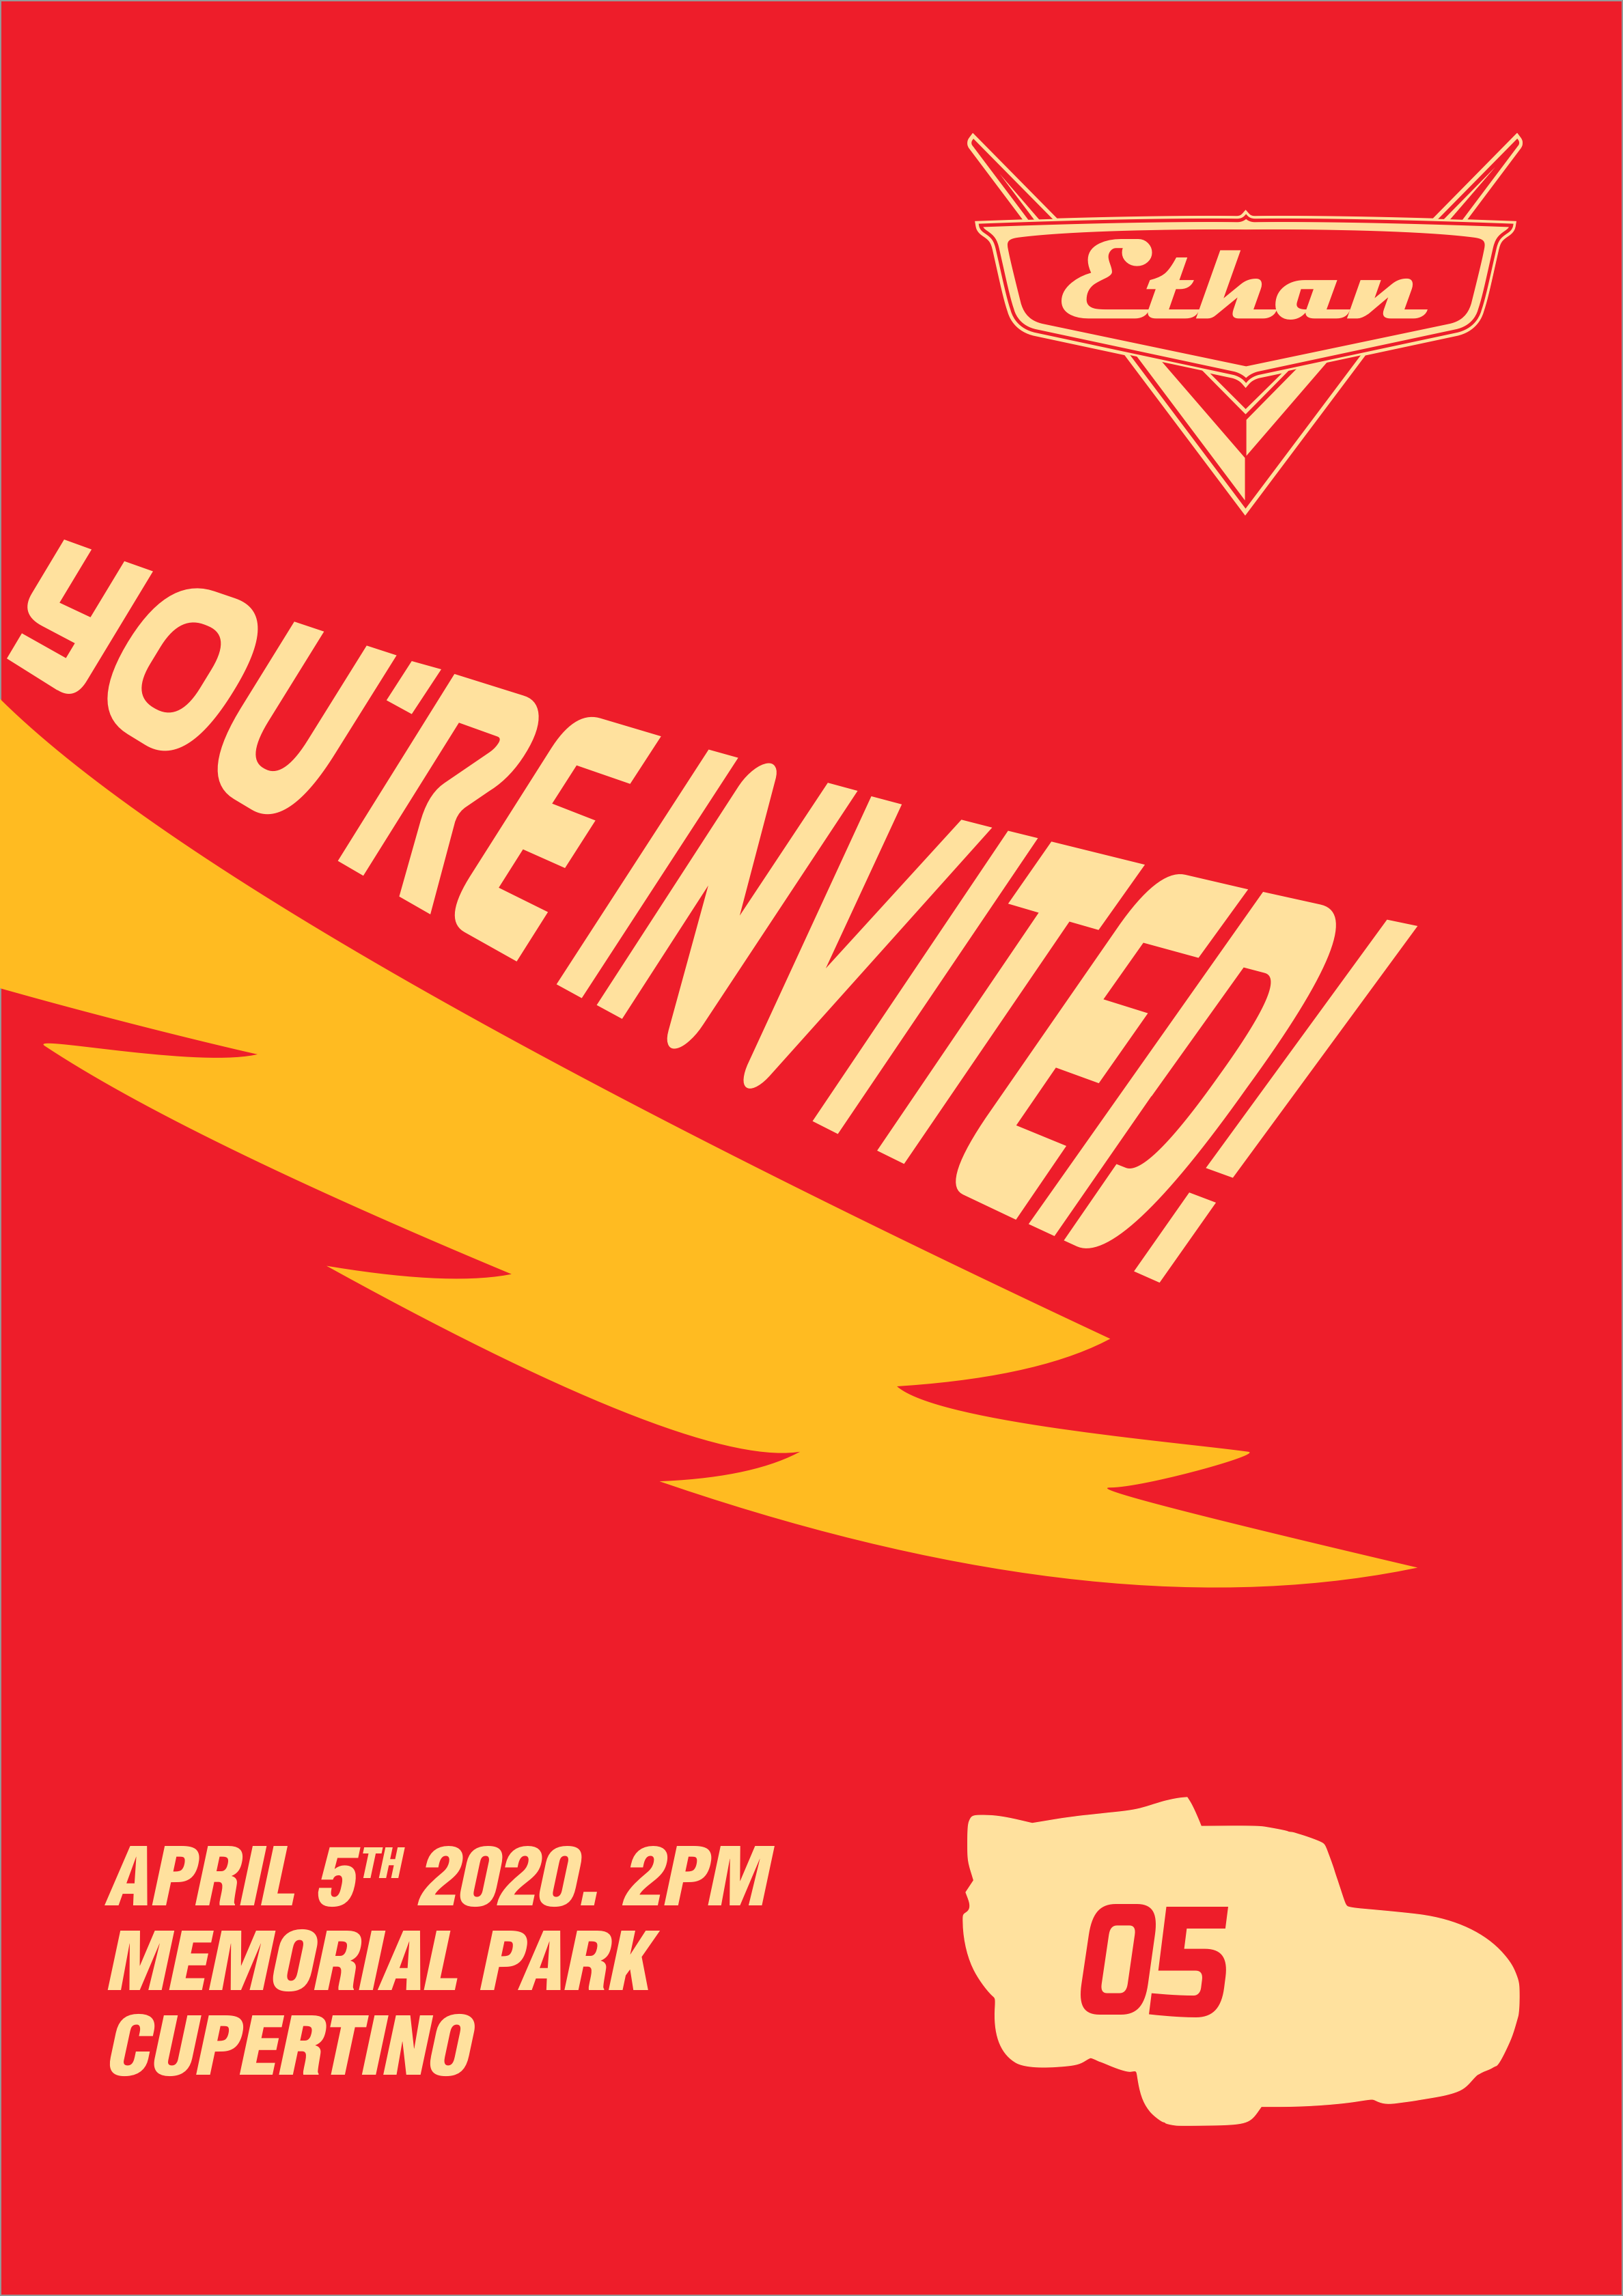 Ethan
YOU'RE INVITED!
APRIL 5TH 2020. 2PM
MEMORIAL PARK
CUPERTINO
05